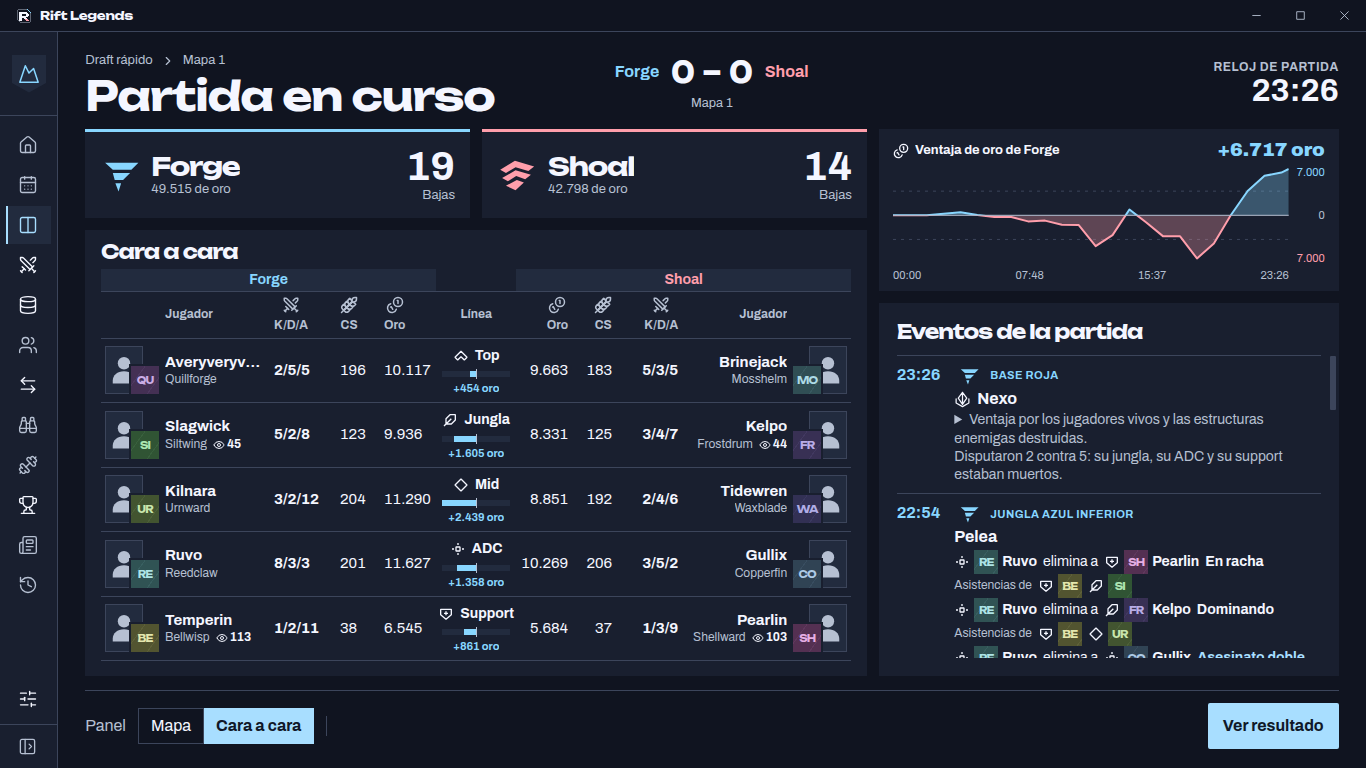 Rift Legends
Draft rápido > Mapa 1
Partida en curso
Forge 0 – 0 Shoal
Mapa 1
RELOJ DE PARTIDA
23:26
Forge
49.515 de oro
19
Bajas
Shoal
42.798 de oro
14
Bajas
Ventaja de oro de Forge
+6.717 oro
7.000
0
7.000
00:00 07:48 15:37 23:26
Cara a cara
Forge Shoal
Jugador K/D/A CS Oro Línea Oro CS K/D/A Jugador
QU Averyveryv... Quillforge 2/5/5 196 10.117 Top +454 oro 9.663 183 5/3/5 Brinejack Mosshelm MO
SI Slagwick Siltwing 45 5/2/8 123 9.936 Jungla +1.605 oro 8.331 125 3/4/7 Kelpo Frostdrum 44 FR
UR Kilnara Urnward 3/2/12 204 11.290 Mid +2.439 oro 8.851 192 2/4/6 Tidewren Waxblade WA
RE Ruvo Reedclaw 8/3/3 201 11.627 ADC +1.358 oro 10.269 206 3/5/2 Gullix Copperfin CO
BE Temperin Bellwisp 113 1/2/11 38 6.545 Support +861 oro 5.684 37 1/3/9 Pearlin Shellward 103 SH
Eventos de la partida
23:26 BASE ROJA
Nexo
Ventaja por los jugadores vivos y las estructuras
enemigas destruidas.
Disputaron 2 contra 5: su jungla, su ADC y su support
estaban muertos.
22:54 JUNGLA AZUL INFERIOR
Pelea
RE Ruvo elimina a SH Pearlin En racha
Asistencias de BE SI
RE Ruvo elimina a FR Kelpo Dominando
Asistencias de BE UR
RE Ruvo elimina a CO Gullix Asesinato doble
Panel Mapa Cara a cara
Ver resultado